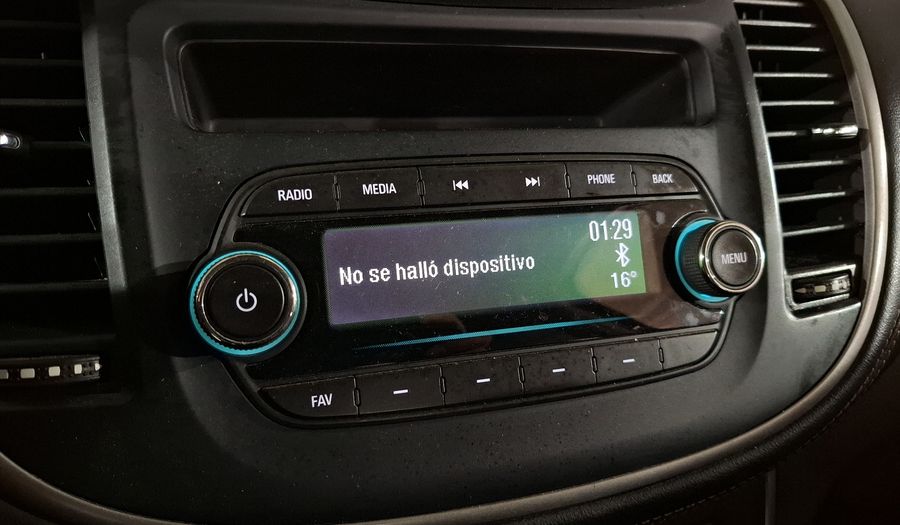 RADIO
MEDIA
PHONE
BACK
01:29
No se halló dispositivo
16°
MENU
FAV